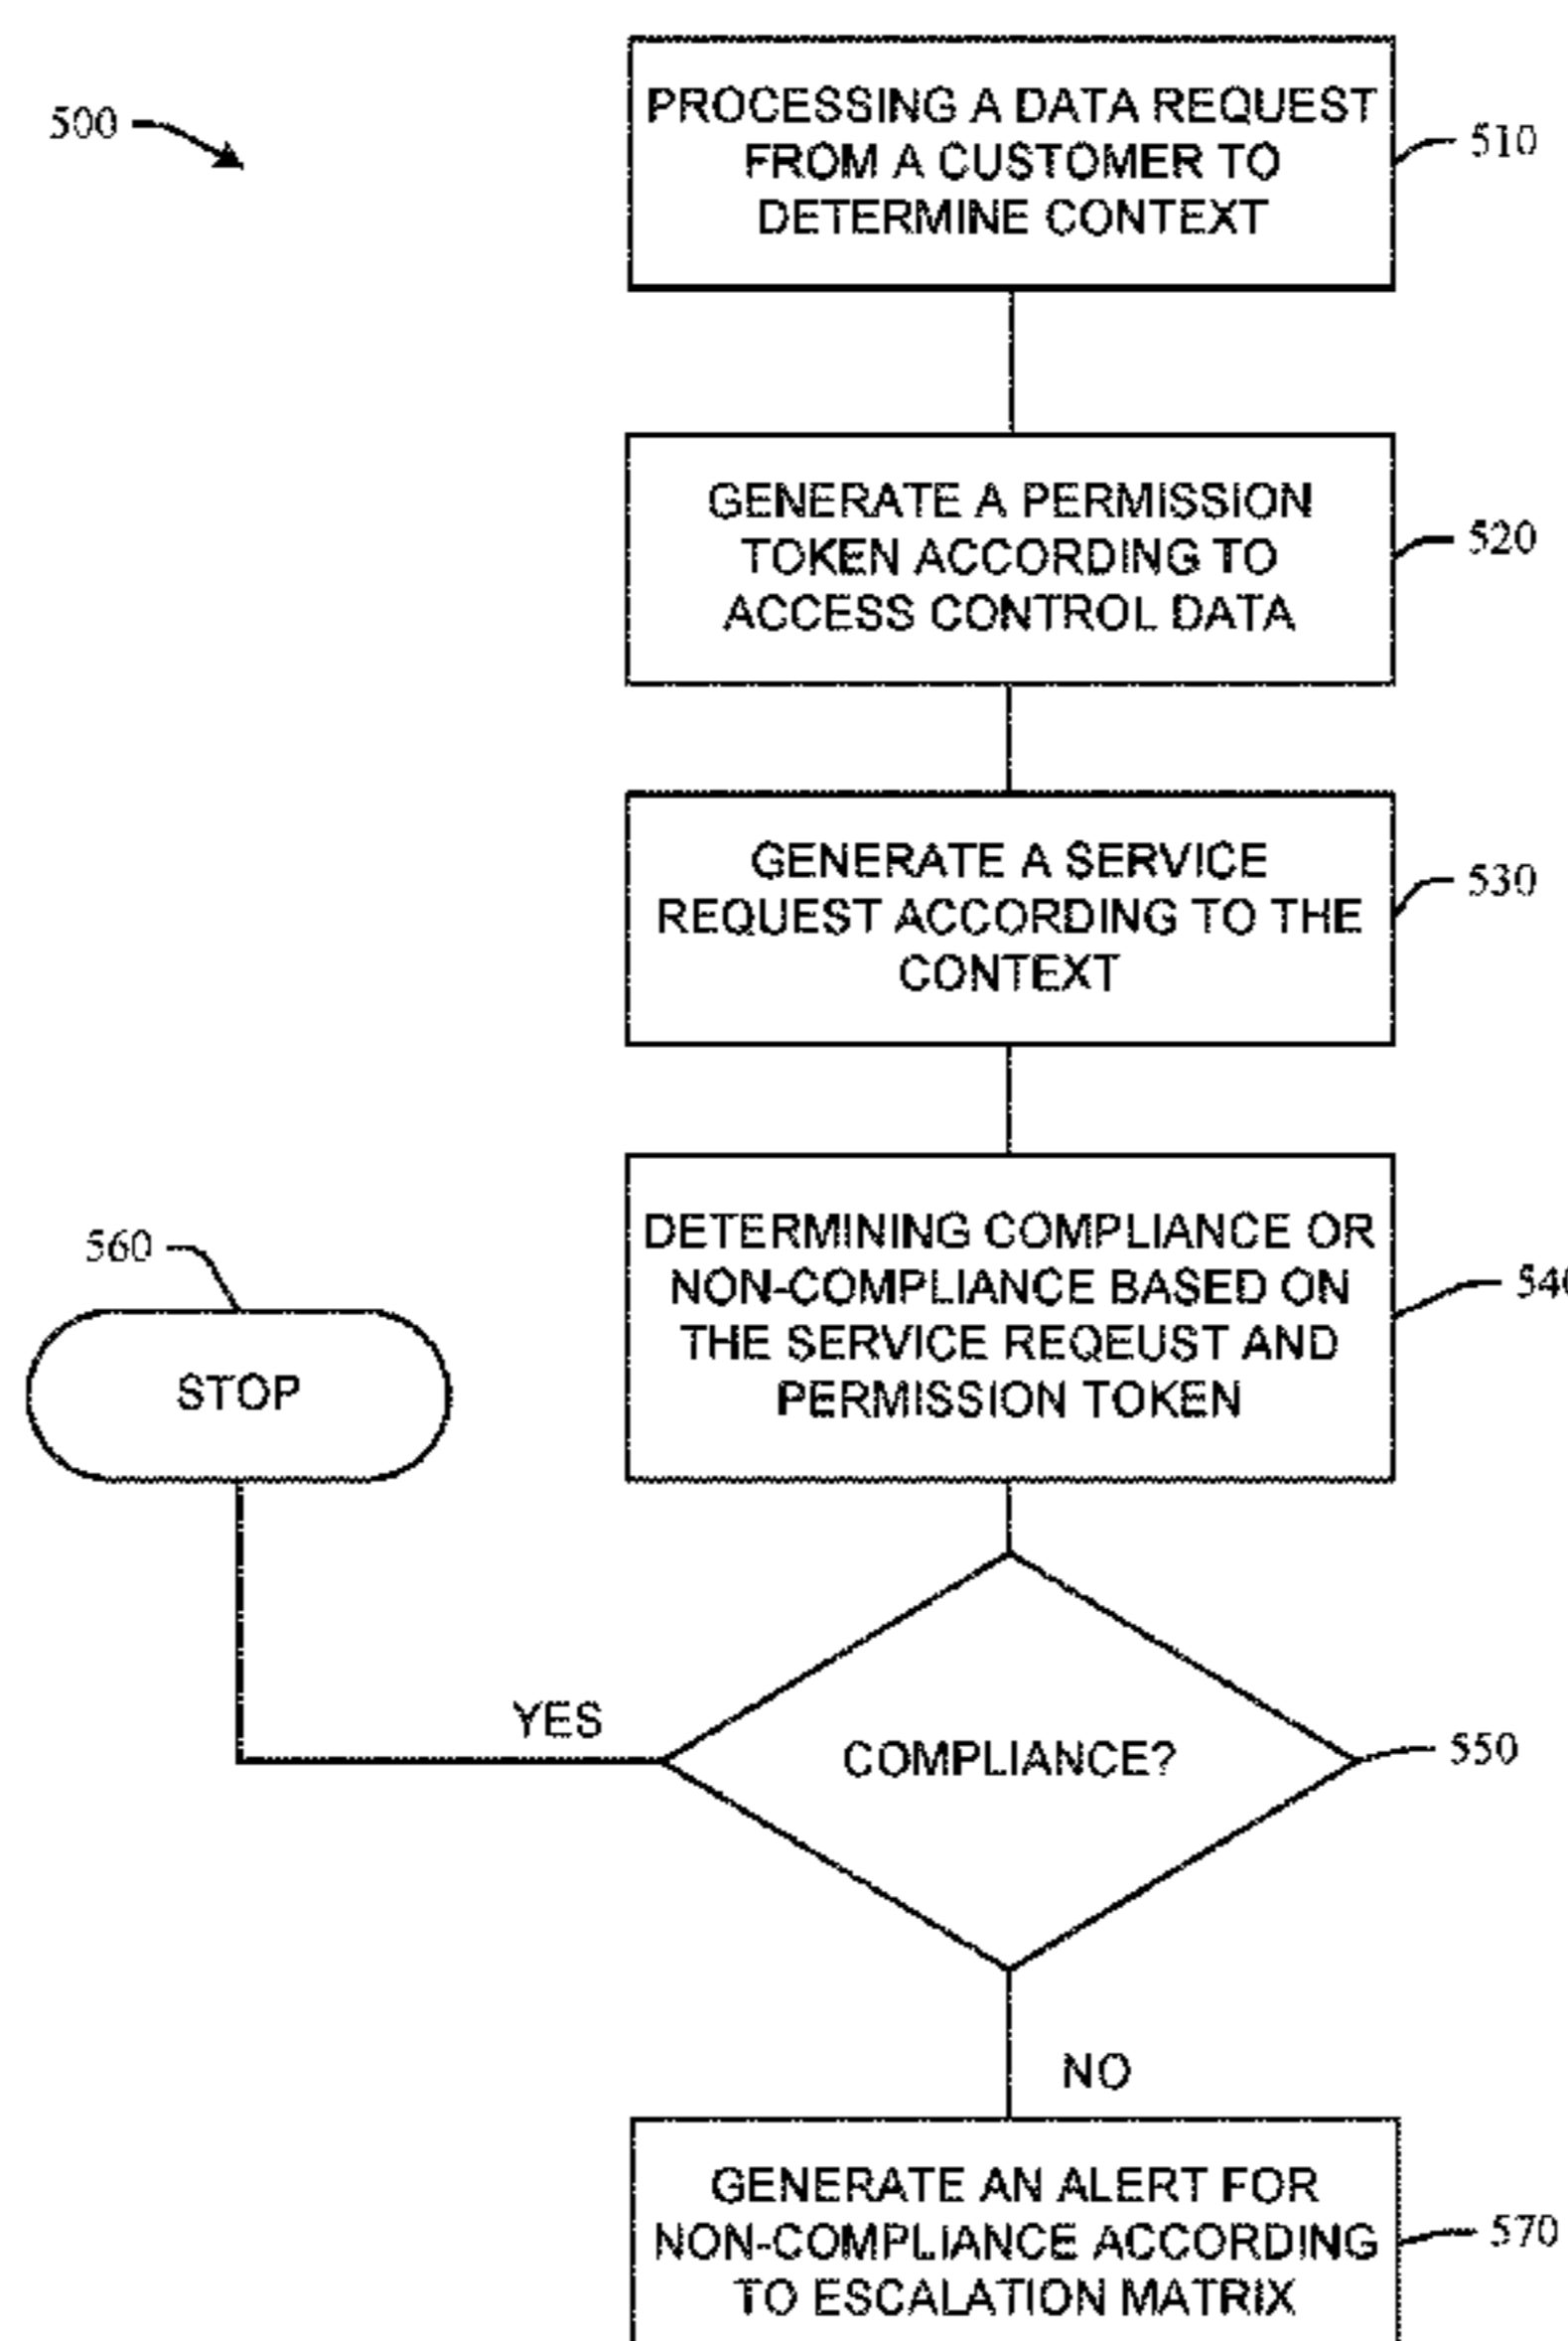 500
PROCESSING A DATA REQUEST
FROM A CUSTOMER TO
DETERMINE CONTEXT
510
GENERATE A PERMISSION
TOKEN ACCORDING TO
ACCESS CONTROL DATA
520
GENERATE A SERVICE
REQUEST ACCORDING TO THE
CONTEXT
530
DETERMINING COMPLIANCE OR
NON-COMPLIANCE BASED ON
THE SERVICE REQEUST AND
PERMISSION TOKEN
540
560
STOP
YES
COMPLIANCE?
550
NO
GENERATE AN ALERT FOR
NON-COMPLIANCE ACCORDING
TO ESCALATION MATRIX
570